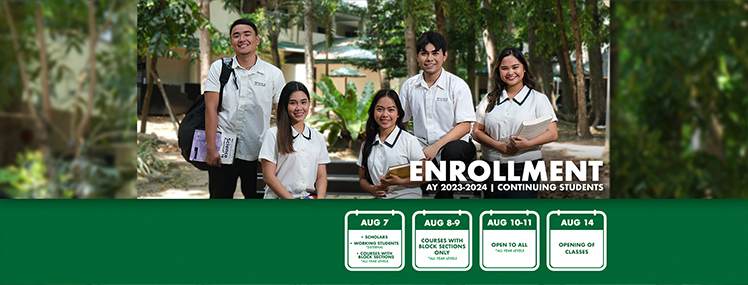 ENROLLMENT
AY 2023-2024 | CONTINUING STUDENTS
AUG 7
• SCHOLARS
• WORKING STUDENTS
*EXTERNAL
• COURSES WITH
BLOCK SECTIONS
*ALL YEAR LEVELS
AUG 8-9
COURSES WITH
BLOCK SECTIONS
ONLY
*ALL YEAR LEVELS
AUG 10-11
OPEN TO ALL
*ALL YEAR LEVELS
AUG 14
OPENING OF
CLASSES